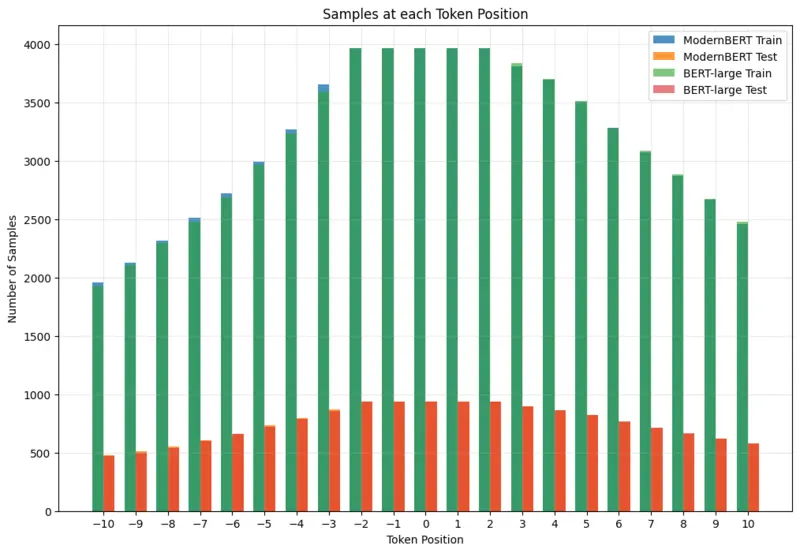 Samples at each Token Position
ModernBERT Train
ModernBERT Test
BERT-large Train
BERT-large Test
Number of Samples
4000
3500
3000
2500
2000
1500
1000
500
0
−10 −9 −8 −7 −6 −5 −4 −3 −2 −1 0 1 2 3 4 5 6 7 8 9 10
Token Position